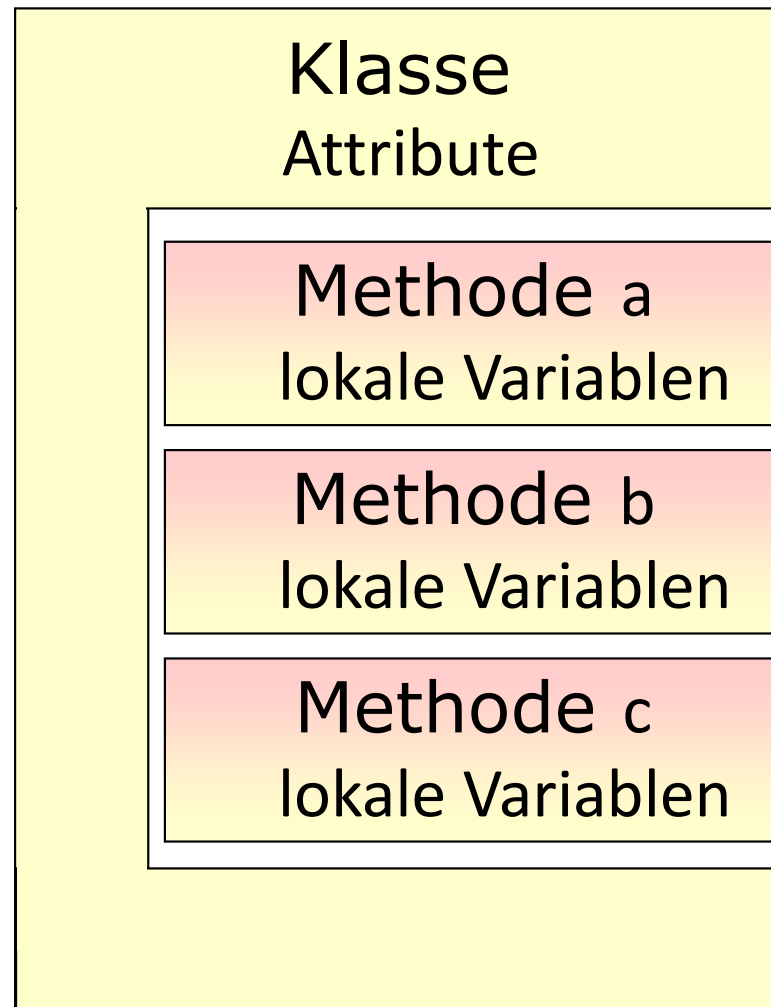 Klasse
Attribute
Methode a
lokale Variablen
Methode b
lokale Variablen
Methode c
lokale Variablen